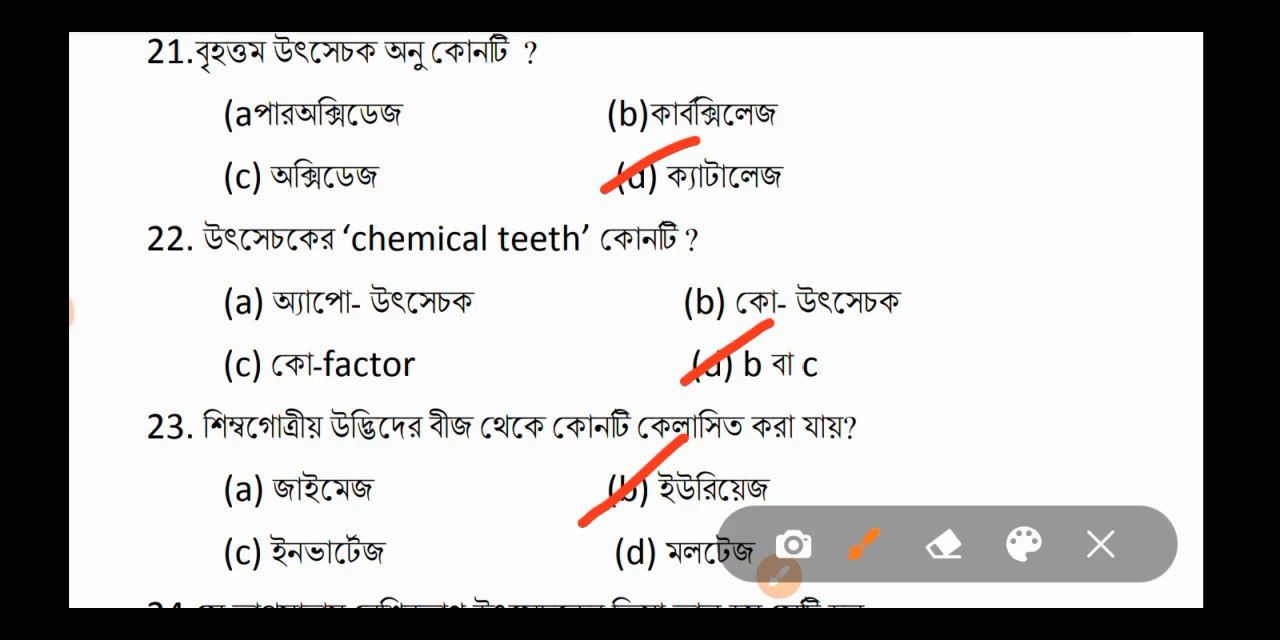 21.বৃহত্তম উৎসেচক অনু কোনটি ?
(aপারঅক্সিডেজ (b)কার্বক্সিলেজ
(c) অক্সিডেজ (d) ক্যাটালেজ
22. উৎসেচকের ‘chemical teeth’ কোনটি ?
(a) অ্যাপো- উৎসেচক (b) কো- উৎসেচক
(c) কো-factor (d) b বা c
23. শিম্বগোত্রীয় উদ্ভিদের বীজ থেকে কোনটি কেলাসিত করা যায়?
(a) জাইমেজ (b) ইউরিয়েজ
(c) ইনভার্টেজ (d) মলটেজ